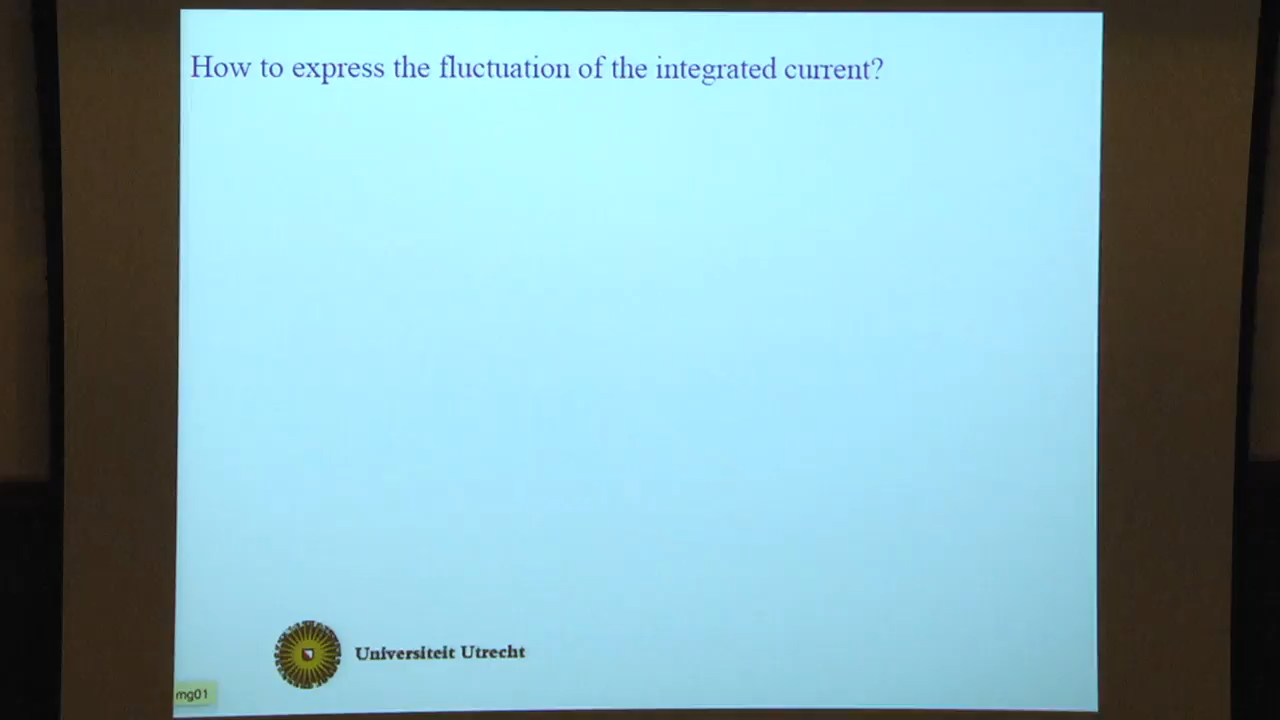 How to express the fluctuation of the integrated current?
Universiteit Utrecht
mg01